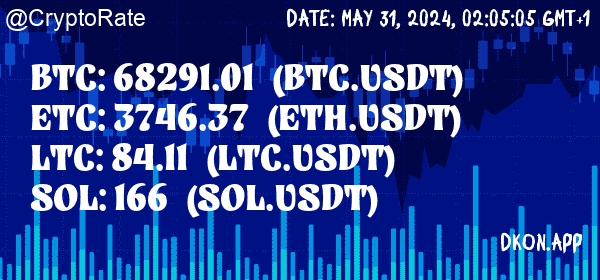 @CryptoRate
DATE: MAY 31, 2024, 02:05:05 GMT+1
BTC: 68291.01 (BTC.USDT)
ETC: 3746.37 (ETH.USDT)
LTC: 84.11 (LTC.USDT)
SOL: 166 (SOL.USDT)
DKON.APP